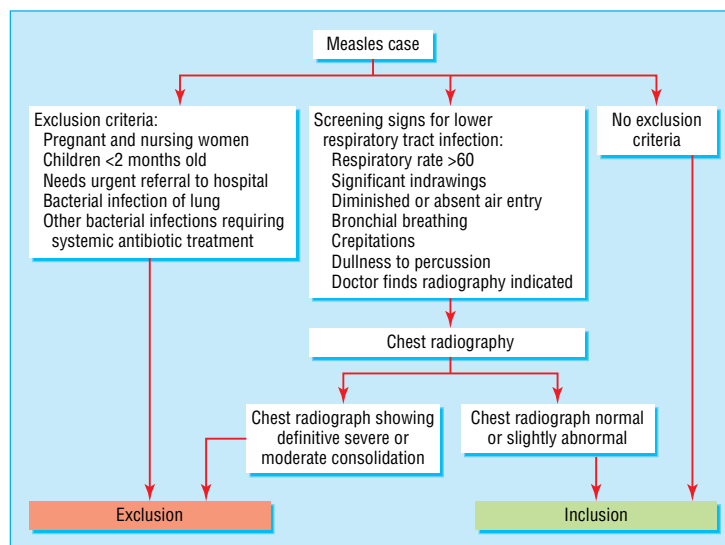 Measles case
Exclusion criteria:
Pregnant and nursing women
Children <2 months old
Needs urgent referral to hospital
Bacterial infection of lung
Other bacterial infections requiring
systemic antibiotic treatment
Screening signs for lower
respiratory tract infection:
Respiratory rate >60
Significant indrawings
Diminished or absent air entry
Bronchial breathing
Crepitations
Dullness to percussion
Doctor finds radiography indicated
No exclusion
criteria
Chest radiography
Chest radiograph showing
definitive severe or
moderate consolidation
Chest radiograph normal
or slightly abnormal
Exclusion
Inclusion